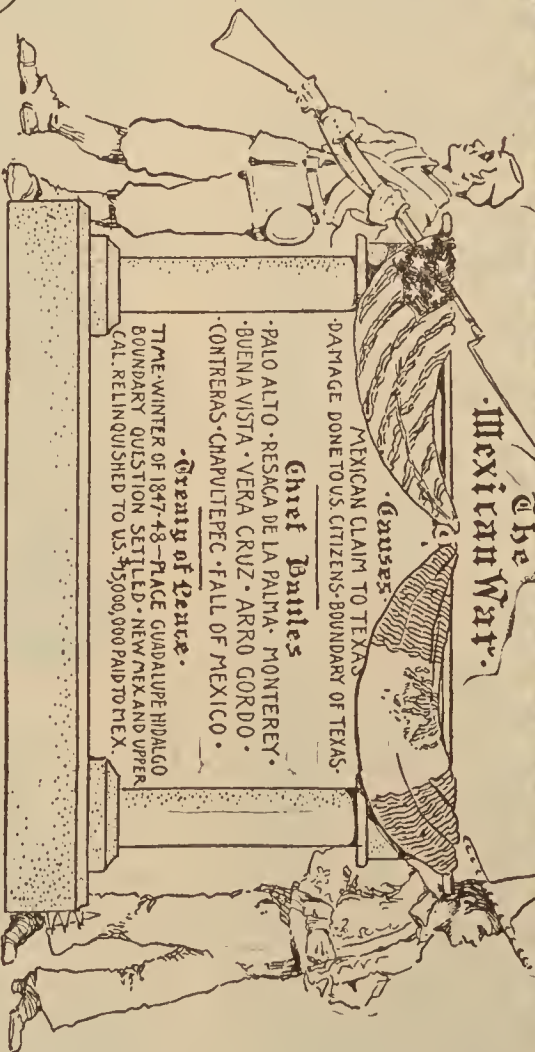 The
Mexican War.
·Causes·
MEXICAN CLAIM TO TEXAS
·DAMAGE DONE TO U.S. CITIZENS·BOUNDARY OF TEXAS·
Chief Battles
·PALO ALTO·RESACA DE LA PALMA·MONTEREY·
·BUENA VISTA·VERA CRUZ·ARRO GORDO·
·CONTRERAS·CHAPULTEPEC·FALL OF MEXICO·
·Treaty of Peace·
TIME·WINTER OF 1847-48—PLACE GUADALUPE HIDALGO
BOUNDARY QUESTION SETTLED·NEW MEX. AND UPPER
CAL. RELINQUISHED TO U.S. $15,000,000 PAID TO MEX.